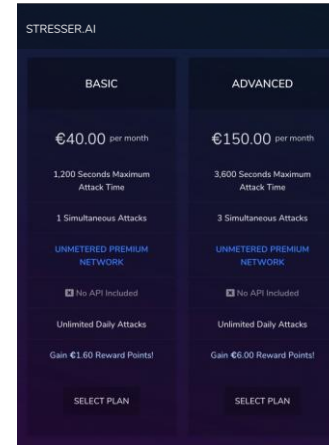 STRESSER.AI
BASIC
€40.00 per month
1,200 Seconds Maximum
Attack Time
1 Simultaneous Attacks
UNMETERED PREMIUM
NETWORK
No API Included
Unlimited Daily Attacks
Gain €1.60 Reward Points!
SELECT PLAN
ADVANCED
€150.00 per month
3,600 Seconds Maximum
Attack Time
3 Simultaneous Attacks
UNMETERED PREMIUM
NETWORK
No API Included
Unlimited Daily Attacks
Gain €6.00 Reward Points!
SELECT PLAN